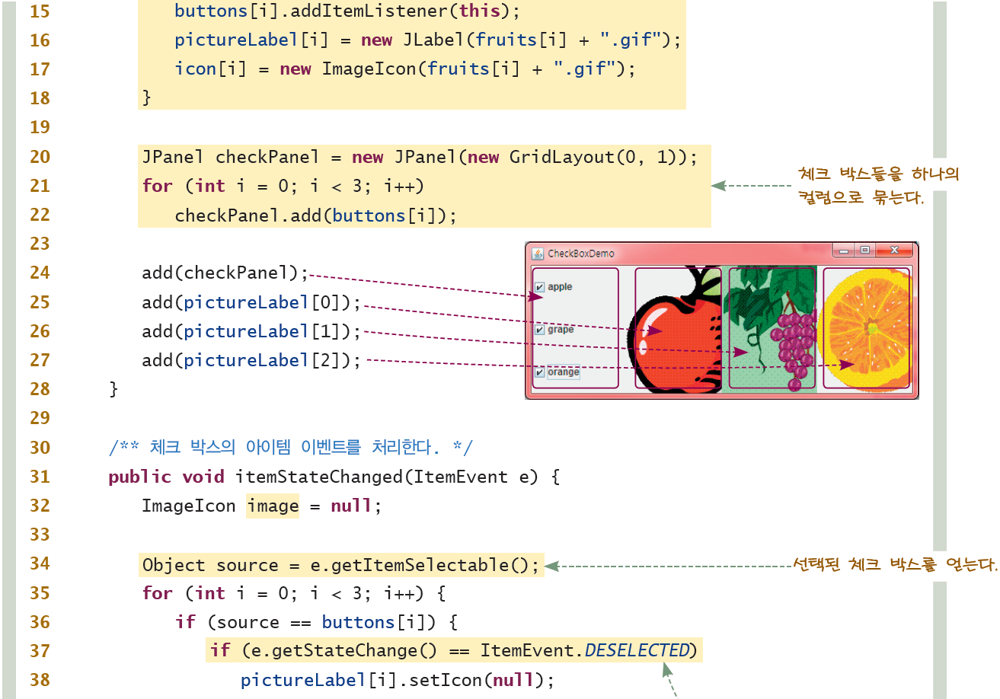 15 buttons[i].addItemListener(this);
16 pictureLabel[i] = new JLabel(fruits[i] + ".gif");
17 icon[i] = new ImageIcon(fruits[i] + ".gif");
18 }
19
20 JPanel checkPanel = new JPanel(new GridLayout(0, 1));
21 for (int i = 0; i < 3; i++)
체크 박스들을 하나의
컬럼으로 묶는다.
22 checkPanel.add(buttons[i]);
23
CheckBoxDemo
24 add(checkPanel);
apple
25 add(pictureLabel[0]);
26 add(pictureLabel[1]);
grape
27 add(pictureLabel[2]);
orange
28 }
29
30 /** 체크 박스의 아이템 이벤트를 처리한다. */
31 public void itemStateChanged(ItemEvent e) {
32 ImageIcon image = null;
33
34 Object source = e.getItemSelectable();
선택된 체크 박스를 얻는다.
35 for (int i = 0; i < 3; i++) {
36 if (source == buttons[i]) {
37 if (e.getStateChange() == ItemEvent.DESELECTED)
38 pictureLabel[i].setIcon(null);